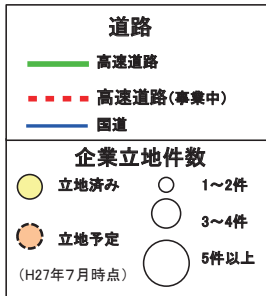 道路
高速道路
高速道路(事業中)
国道
企業立地件数
立地済み
1～2件
3～4件
立地予定
5件以上
(H27年7月時点)